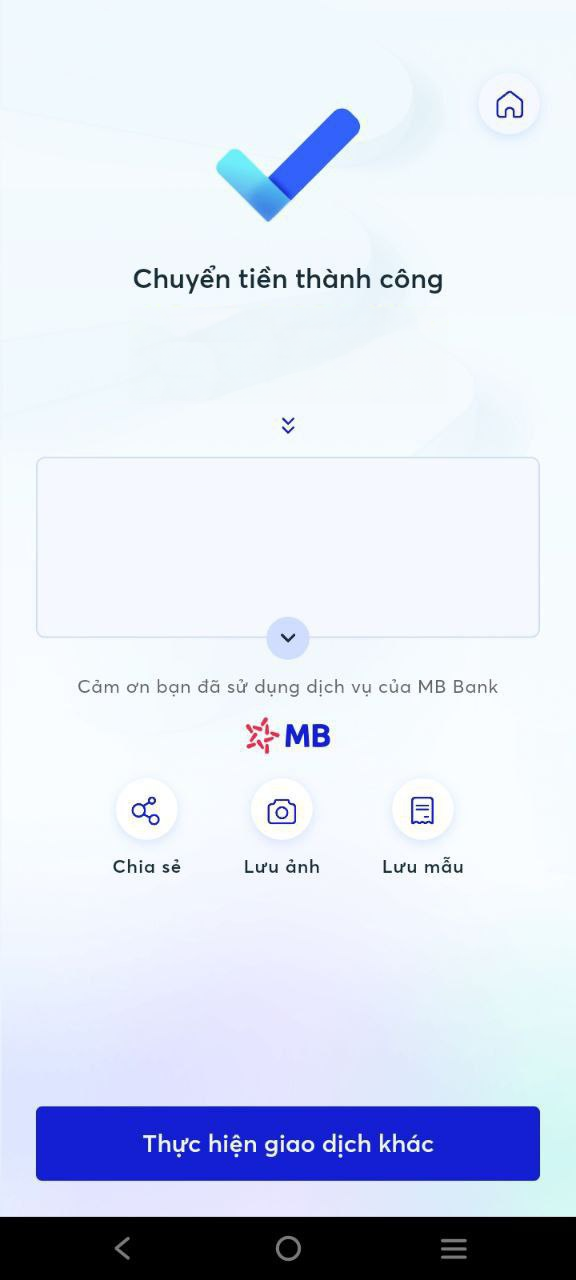 Chuyển tiền thành công
Cảm ơn bạn đã sử dụng dịch vụ của MB Bank
MB
Chia sẻ
Lưu ảnh
Lưu mẫu
Thực hiện giao dịch khác